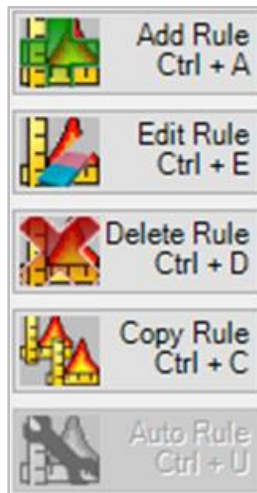 Add Rule
Ctrl + A
Edit Rule
Ctrl + E
Delete Rule
Ctrl + D
Copy Rule
Ctrl + C
Auto Rule
Ctrl + U